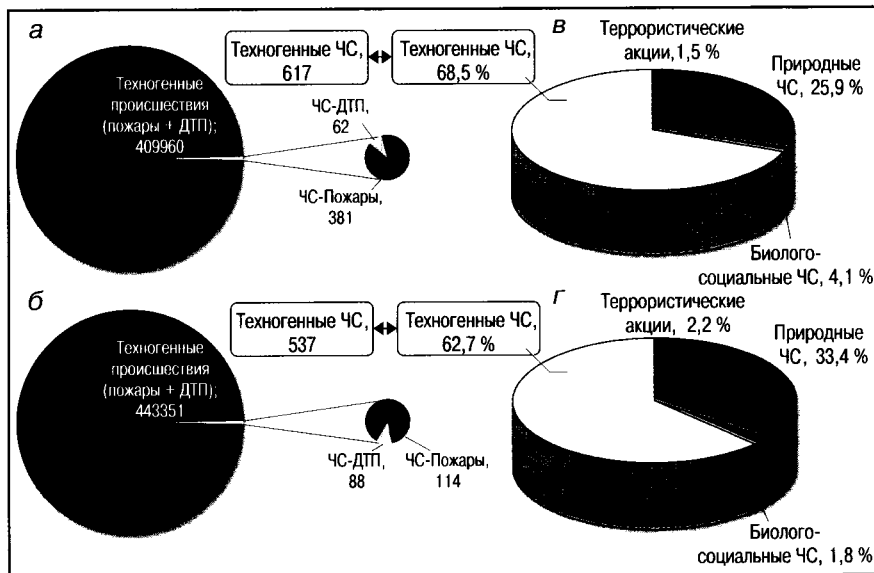 а
Техногенные
происшествия
(пожары + ДТП);
409960
Техногенные ЧС,
617
Техногенные ЧС,
68,5 %
ЧС-ДТП,
62
ЧС-Пожары,
381
в
Террористические
акции,1,5 %
Природные
ЧС, 25,9 %
Биолого-
социальные ЧС, 4,1 %
б
Техногенные
происшествия
(пожары + ДТП);
443351
Техногенные ЧС,
537
Техногенные ЧС,
62,7 %
ЧС-ДТП,
88
ЧС-Пожары,
114
г
Террористические
акции, 2,2 %
Природные
ЧС, 33,4 %
Биолого-
социальные ЧС, 1,8 %